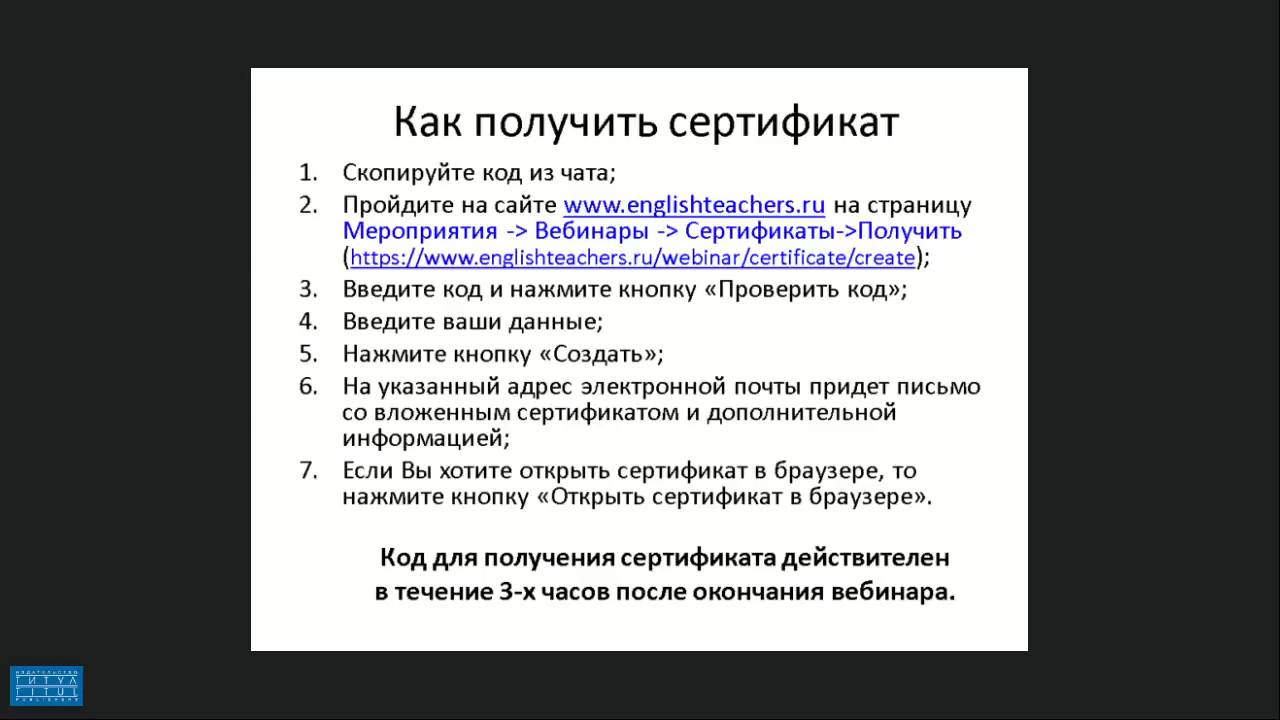 Как получить сертификат
1. Скопируйте код из чата;
2. Пройдите на сайте www.englishteachers.ru на страницу
Мероприятия -> Вебинары -> Сертификаты->Получить
(https://www.englishteachers.ru/webinar/certificate/create);
3. Введите код и нажмите кнопку «Проверить код»;
4. Введите ваши данные;
5. Нажмите кнопку «Создать»;
6. На указанный адрес электронной почты придет письмо
со вложенным сертификатом и дополнительной
информацией;
7. Если Вы хотите открыть сертификат в браузере, то
нажмите кнопку «Открыть сертификат в браузере».
Код для получения сертификата действителен
в течение 3-х часов после окончания вебинара.
ИЗДАТЕЛЬСТВО
ТИТУЛ
TITUL
PUBLISHERS